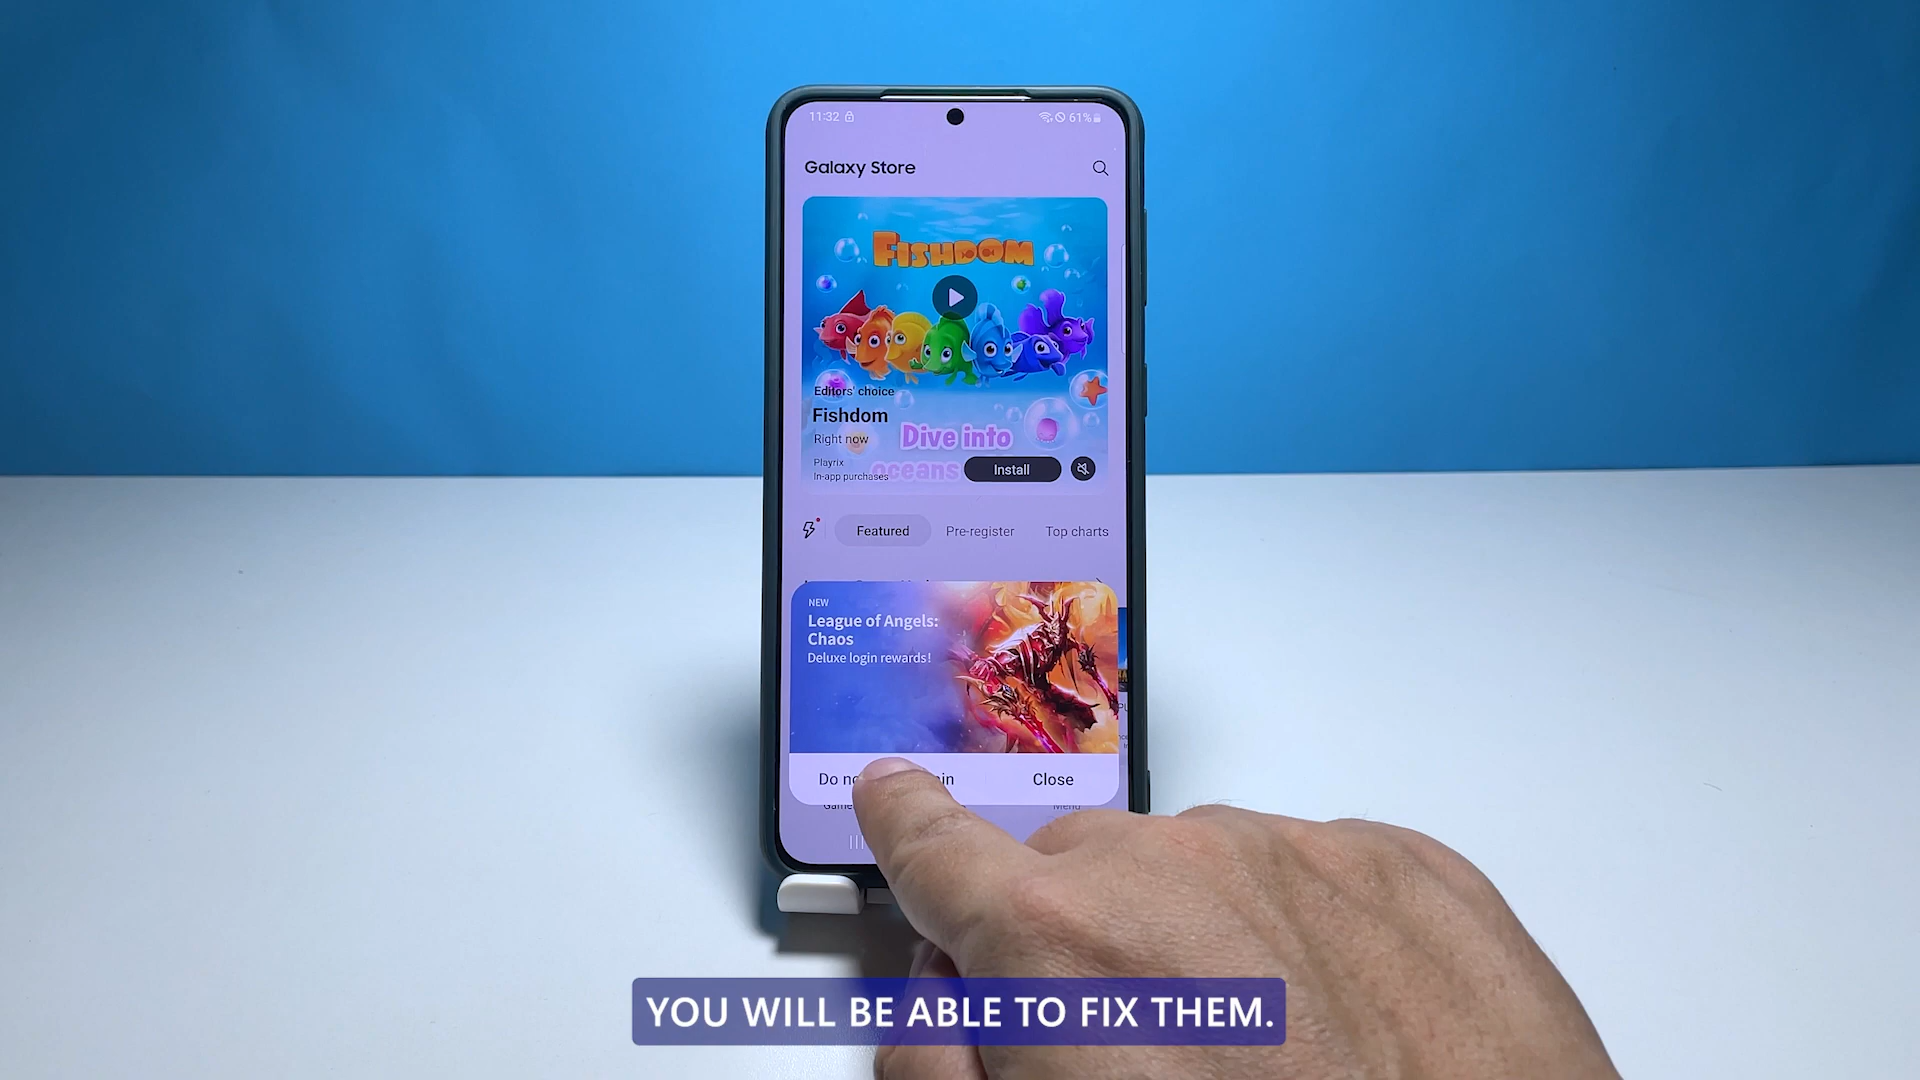 11:32
61%
Galaxy Store
FISHDOM
Editors' choice
Fishdom
Right now
Dive into
oceans
Playrix
In-app purchases
Install
Featured
Pre-register
Top charts
NEW
League of Angels:
Chaos
Deluxe login rewards!
Do
Close
Menu
YOU WILL BE ABLE TO FIX THEM.